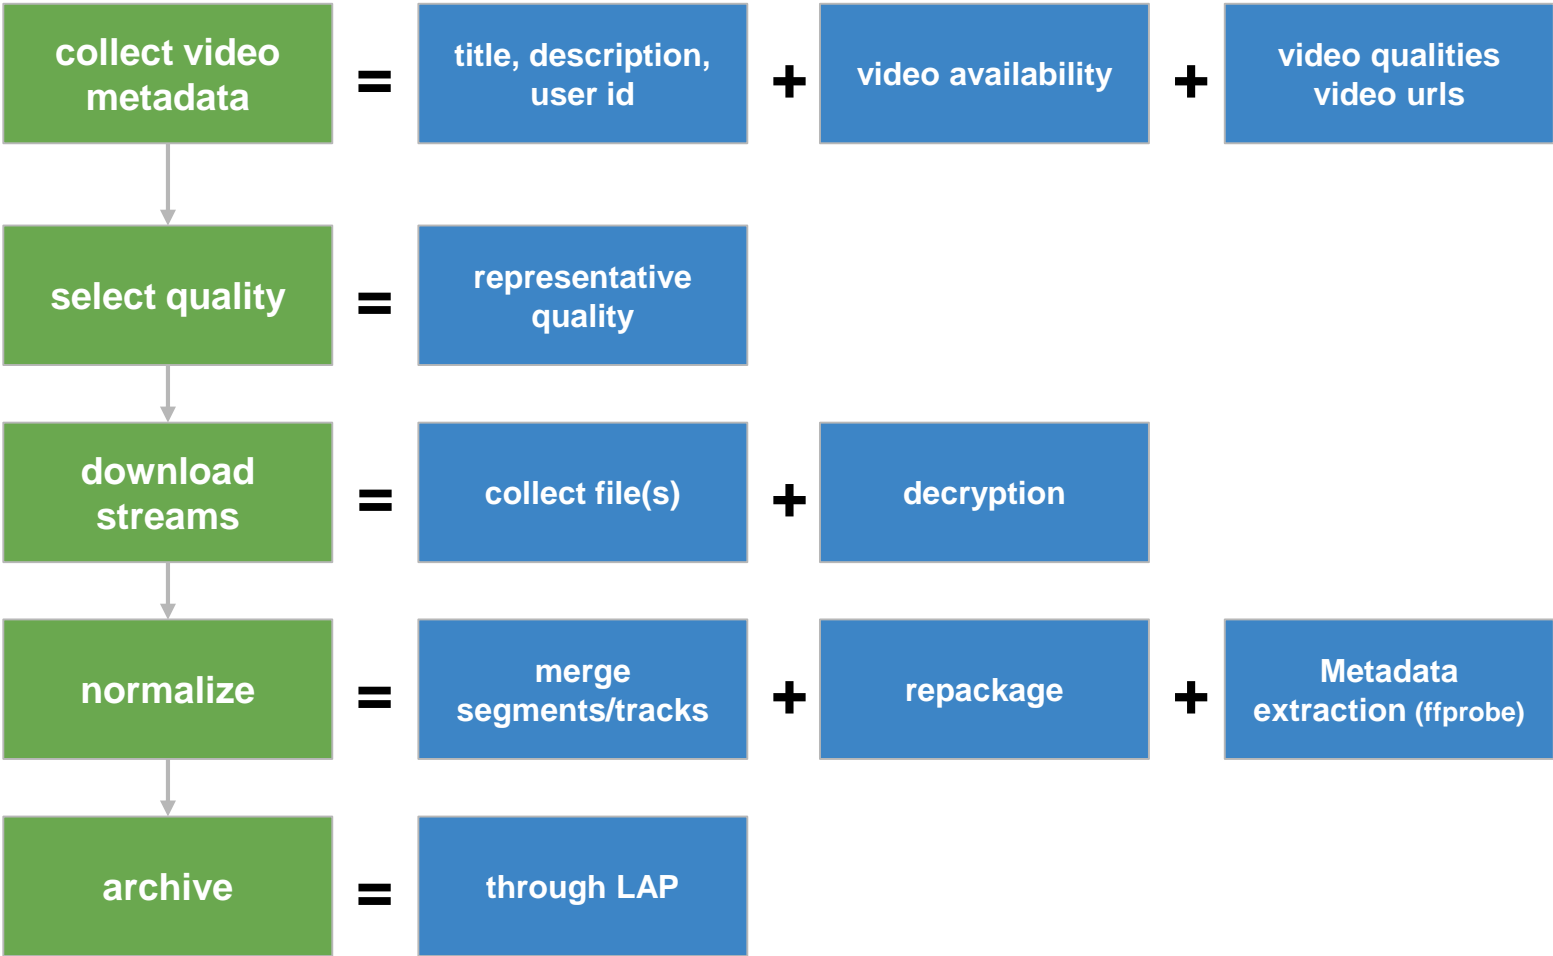 collect video
metadata
=
title, description,
user id
+
video availability
+
video qualities
video urls
select quality
=
representative
quality
download
streams
=
collect file(s)
+
decryption
normalize
=
merge
segments/tracks
+
repackage
+
Metadata
extraction (ffprobe)
archive
=
through LAP